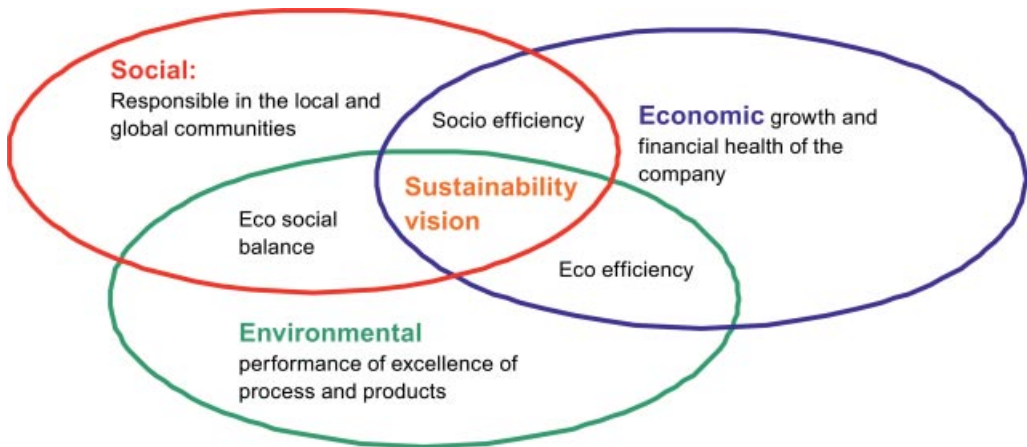 Social:
Responsible in the local and
global communities
Socio efficiency
Economic growth and
financial health of the
company
Sustainability
vision
Eco social
balance
Eco efficiency
Environmental
performance of excellence of
process and products